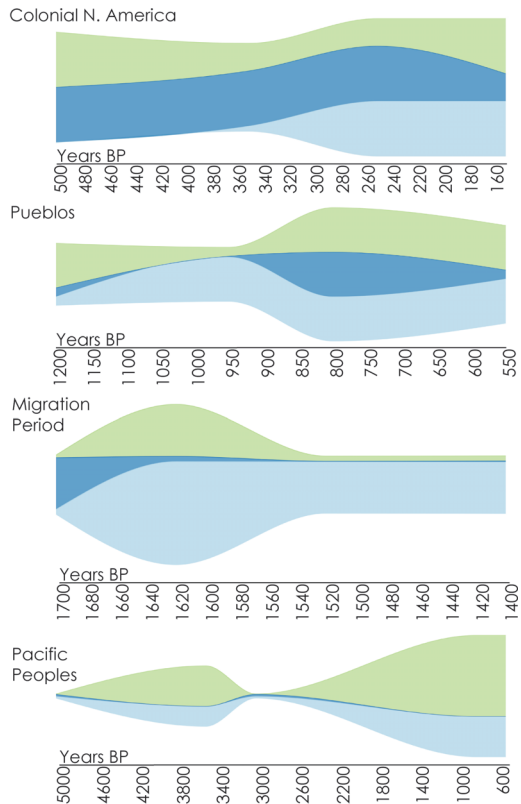 Colonial N. America
Years BP
500 480 440 420 400 380 360 340 320 300 280 260 240 220 200 180 160
Pueblos
Years BP
1200 1150 1100 1050 1000 950 900 850 800 750 700 650 600 550
Migration
Period
Years BP
1700 1680 1660 1640 1620 1600 1580 1560 1540 1520 1500 1480 1460 1440 1420 1400
Pacific
Peoples
Years BP
5000 4600 4200 3800 3400 3000 2600 2200 1800 1400 1000 600